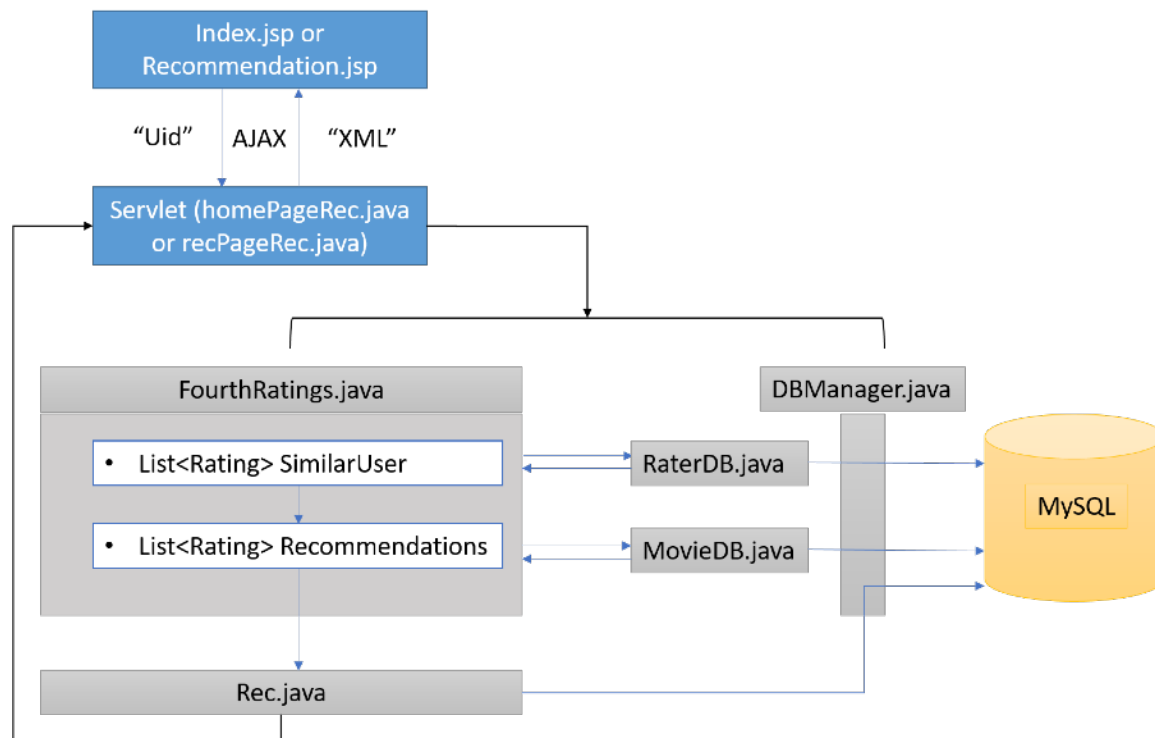 Index.jsp or
Recommendation.jsp
“Uid”
AJAX
“XML”
Servlet (homePageRec.java
or recPageRec.java)
FourthRatings.java
DBManager.java
• List<Rating> SimilarUser
RaterDB.java
MySQL
• List<Rating> Recommendations
MovieDB.java
Rec.java